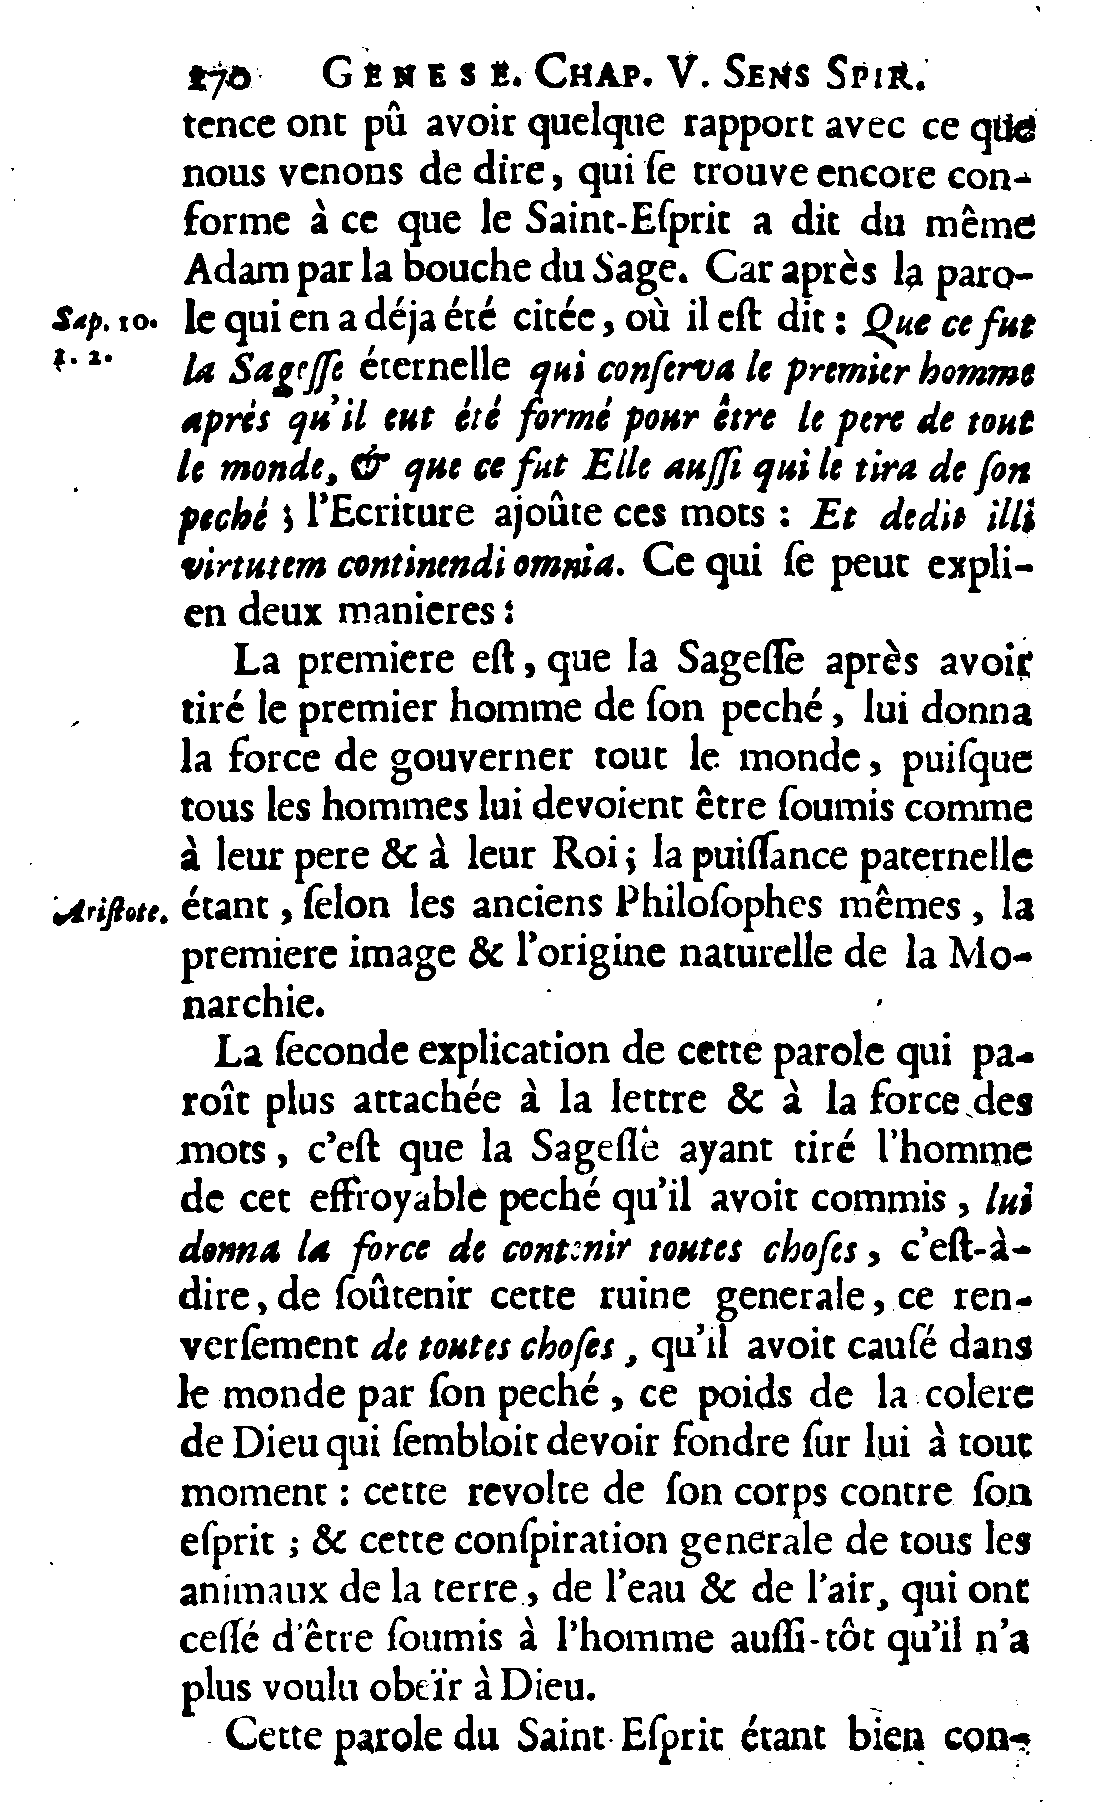 270 GENESE. CHAP. V. SENS SPIR.
tence ont pû avoir quelque rapport avec ce que
nous venons de dire, qui ſe trouve encore con-
forme à ce que le Saint-Eſprit a dit du même
Adam par la bouche du Sage. Car après la paro-
Sap. 10. le qui en a déja été citée, où il eſt dit : Que ce fut
1. 2. la Sageſſe éternelle qui conſerva le premier homme
aprés qu'il eut été formé pour être le pere de tout
le monde, & que ce fut Elle auſſi qui le tira de ſon
peché ; l'Ecriture ajoûte ces mots : Et dedit illi
virtutem continendi omnia. Ce qui ſe peut expli-
en deux manieres :
La premiere eſt, que la Sageſſe après avoir
tiré le premier homme de ſon peché, lui donna
la force de gouverner tout le monde, puiſque
tous les hommes lui devoient être ſoumis comme
à leur pere & à leur Roi ; la puiſſance paternelle
Ariſtote. étant, ſelon les anciens Philoſophes mêmes, la
premiere image & l'origine naturelle de la Mo-
narchie.
La ſeconde explication de cette parole qui pa-
roît plus attachée à la lettre & à la force des
mots, c'eſt que la Sageſſe ayant tiré l'homme
de cet effroyable peché qu'il avoit commis, lui
donna la force de contenir toutes choſes, c'eſt-à-
dire, de ſoûtenir cette ruine generale, ce ren-
verſement de toutes choſes, qu'il avoit cauſé dans
le monde par ſon peché, ce poids de la colere
de Dieu qui ſembloit devoir fondre ſur lui à tout
moment : cette revolte de ſon corps contre ſon
eſprit ; & cette conſpiration generale de tous les
animaux de la terre, de l'eau & de l'air, qui ont
ceſſé d'être ſoumis à l'homme auſſi-tôt qu'il n'a
plus voulu obeïr à Dieu.
Cette parole du Saint Eſprit étant bien con-